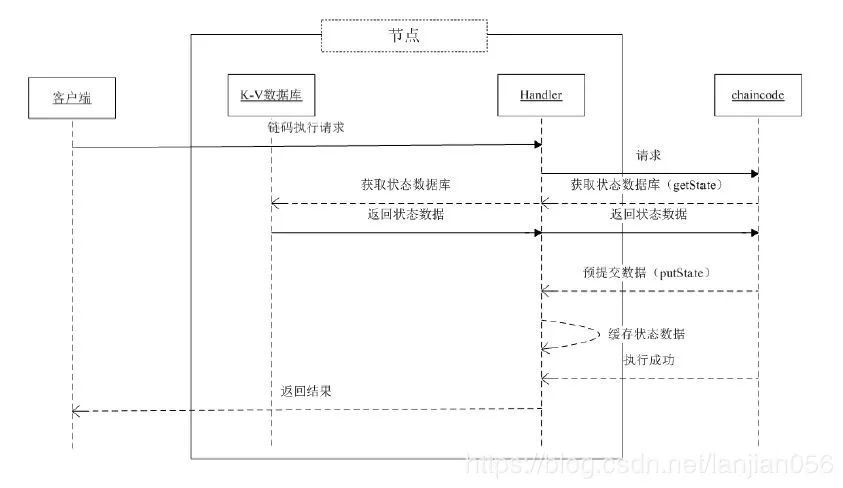 节点
客户端
K-V数据库
Handler
chaincode
链码执行请求
请求
获取状态数据库
获取状态数据库（getState）
返回状态数据
返回状态数据
预提交数据（putState）
缓存状态数据
执行成功
返回结果
https://blog.csdn.net/lanjian056